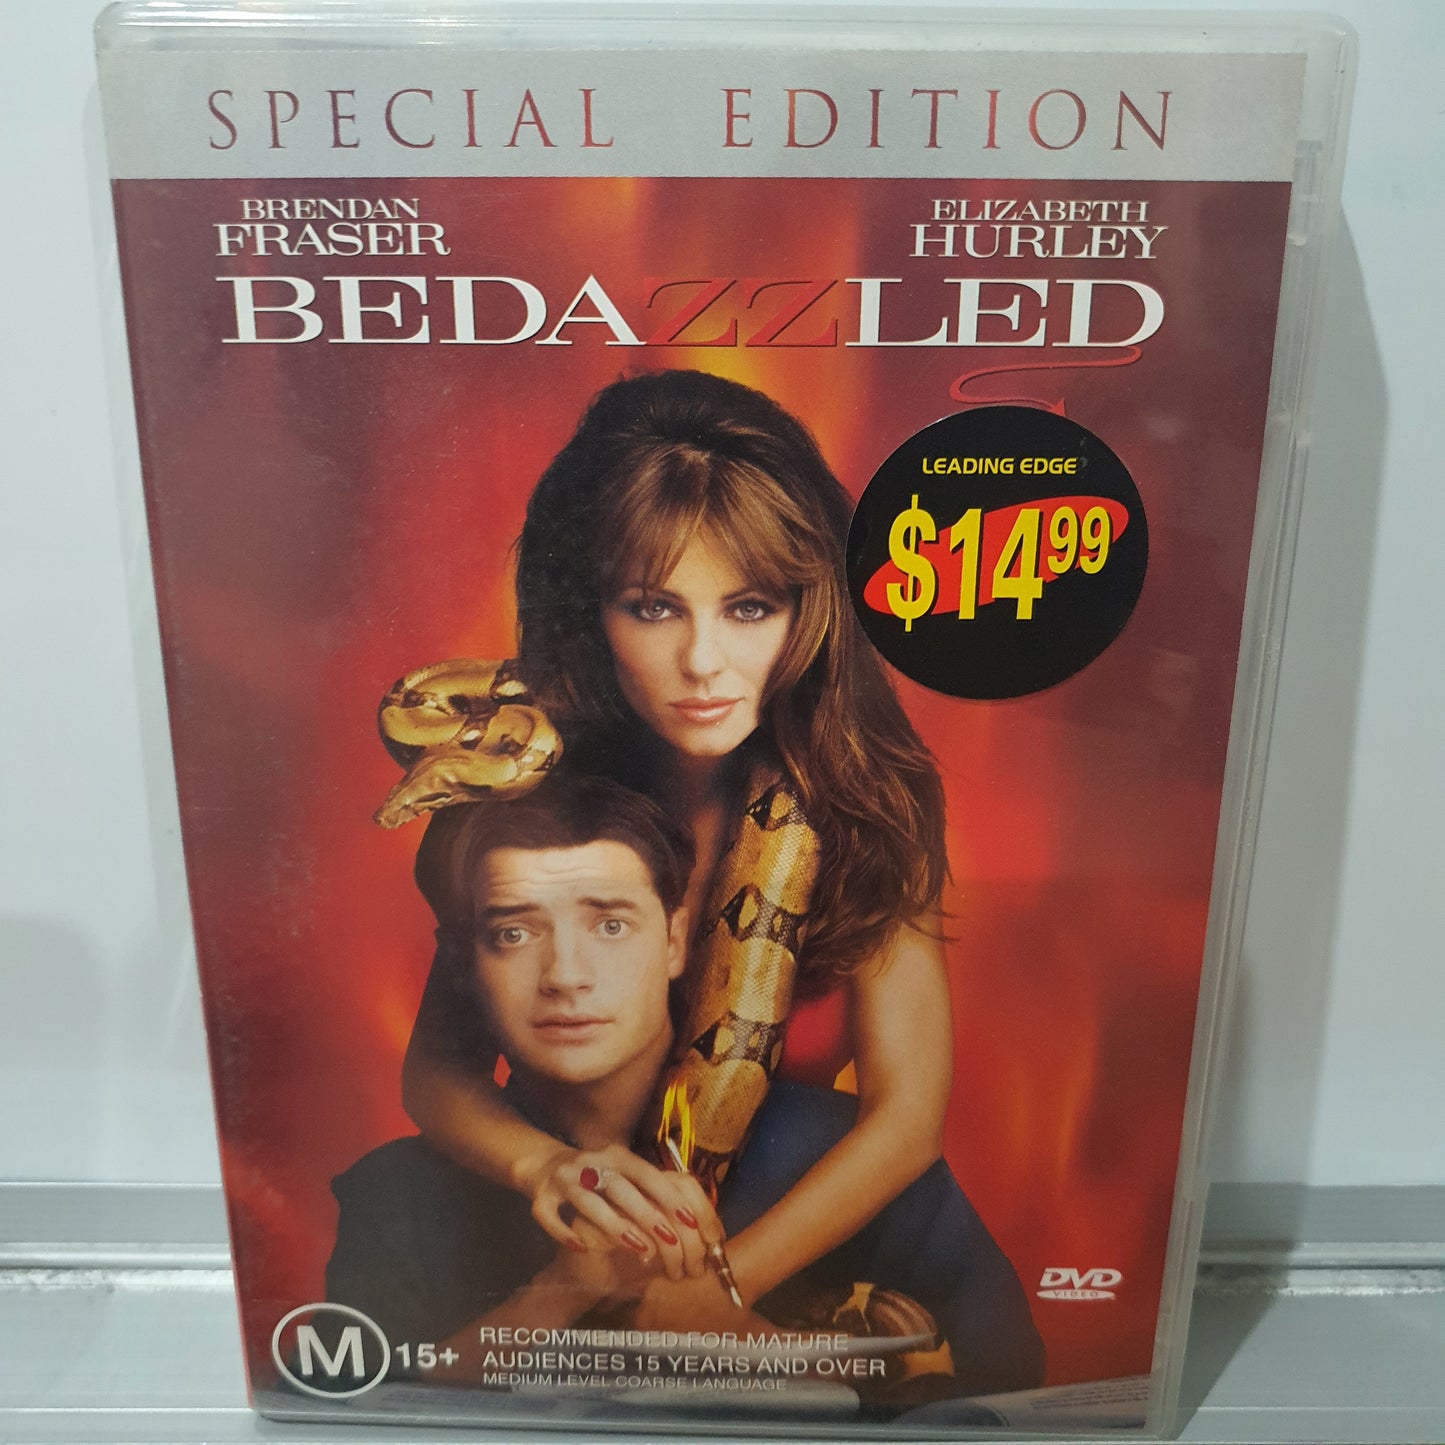 SPECIAL EDITION
BRENDAN
FRASER
ELIZABETH
HURLEY
BEDAZZLED
LEADING EDGE
$14.99
DVD
VIDEO
M 15+
RECOMMENDED FOR MATURE
AUDIENCES 15 YEARS AND OVER
MEDIUM LEVEL COARSE LANGUAGE